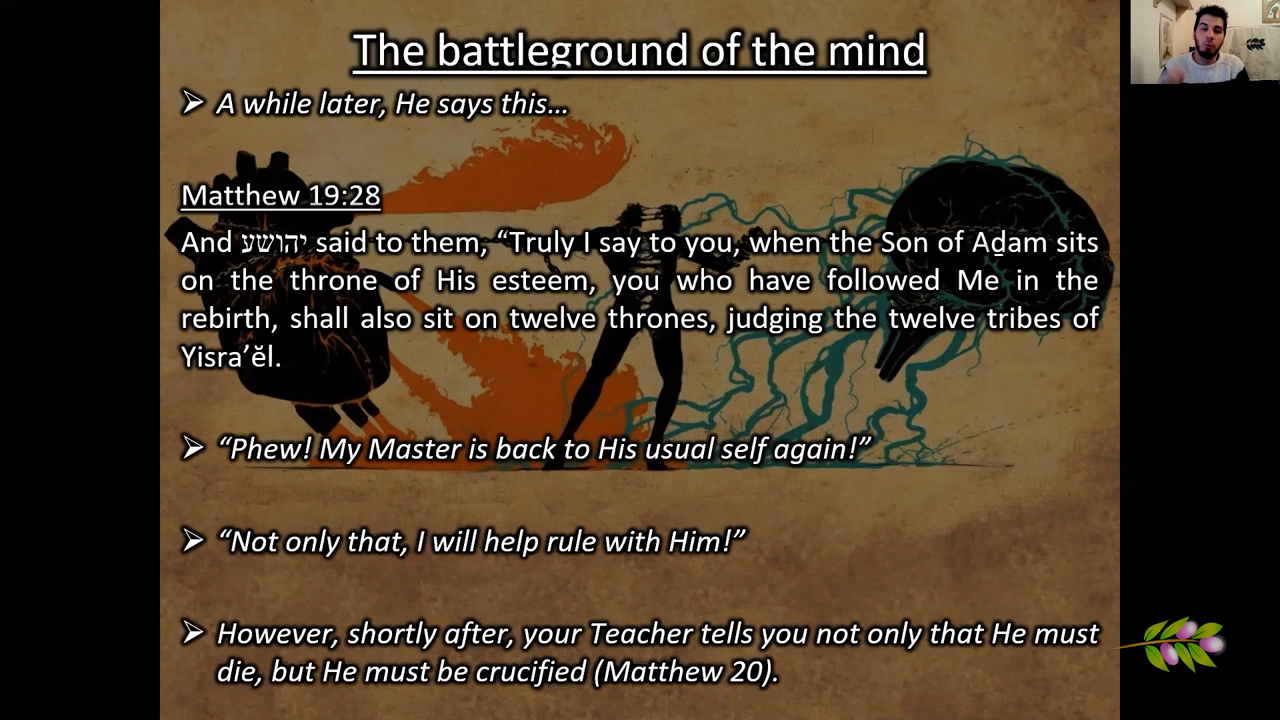 The battleground of the mind
➢ A while later, He says this…
Matthew 19:28
And יהושע said to them, “Truly I say to you, when the Son of Aḏam sits
on the throne of His esteem, you who have followed Me in the
rebirth, shall also sit on twelve thrones, judging the twelve tribes of
Yisra’ĕl.
➢ “Phew! My Master is back to His usual self again!”
➢ “Not only that, I will help rule with Him!”
➢ However, shortly after, your Teacher tells you not only that He must
die, but He must be crucified (Matthew 20).